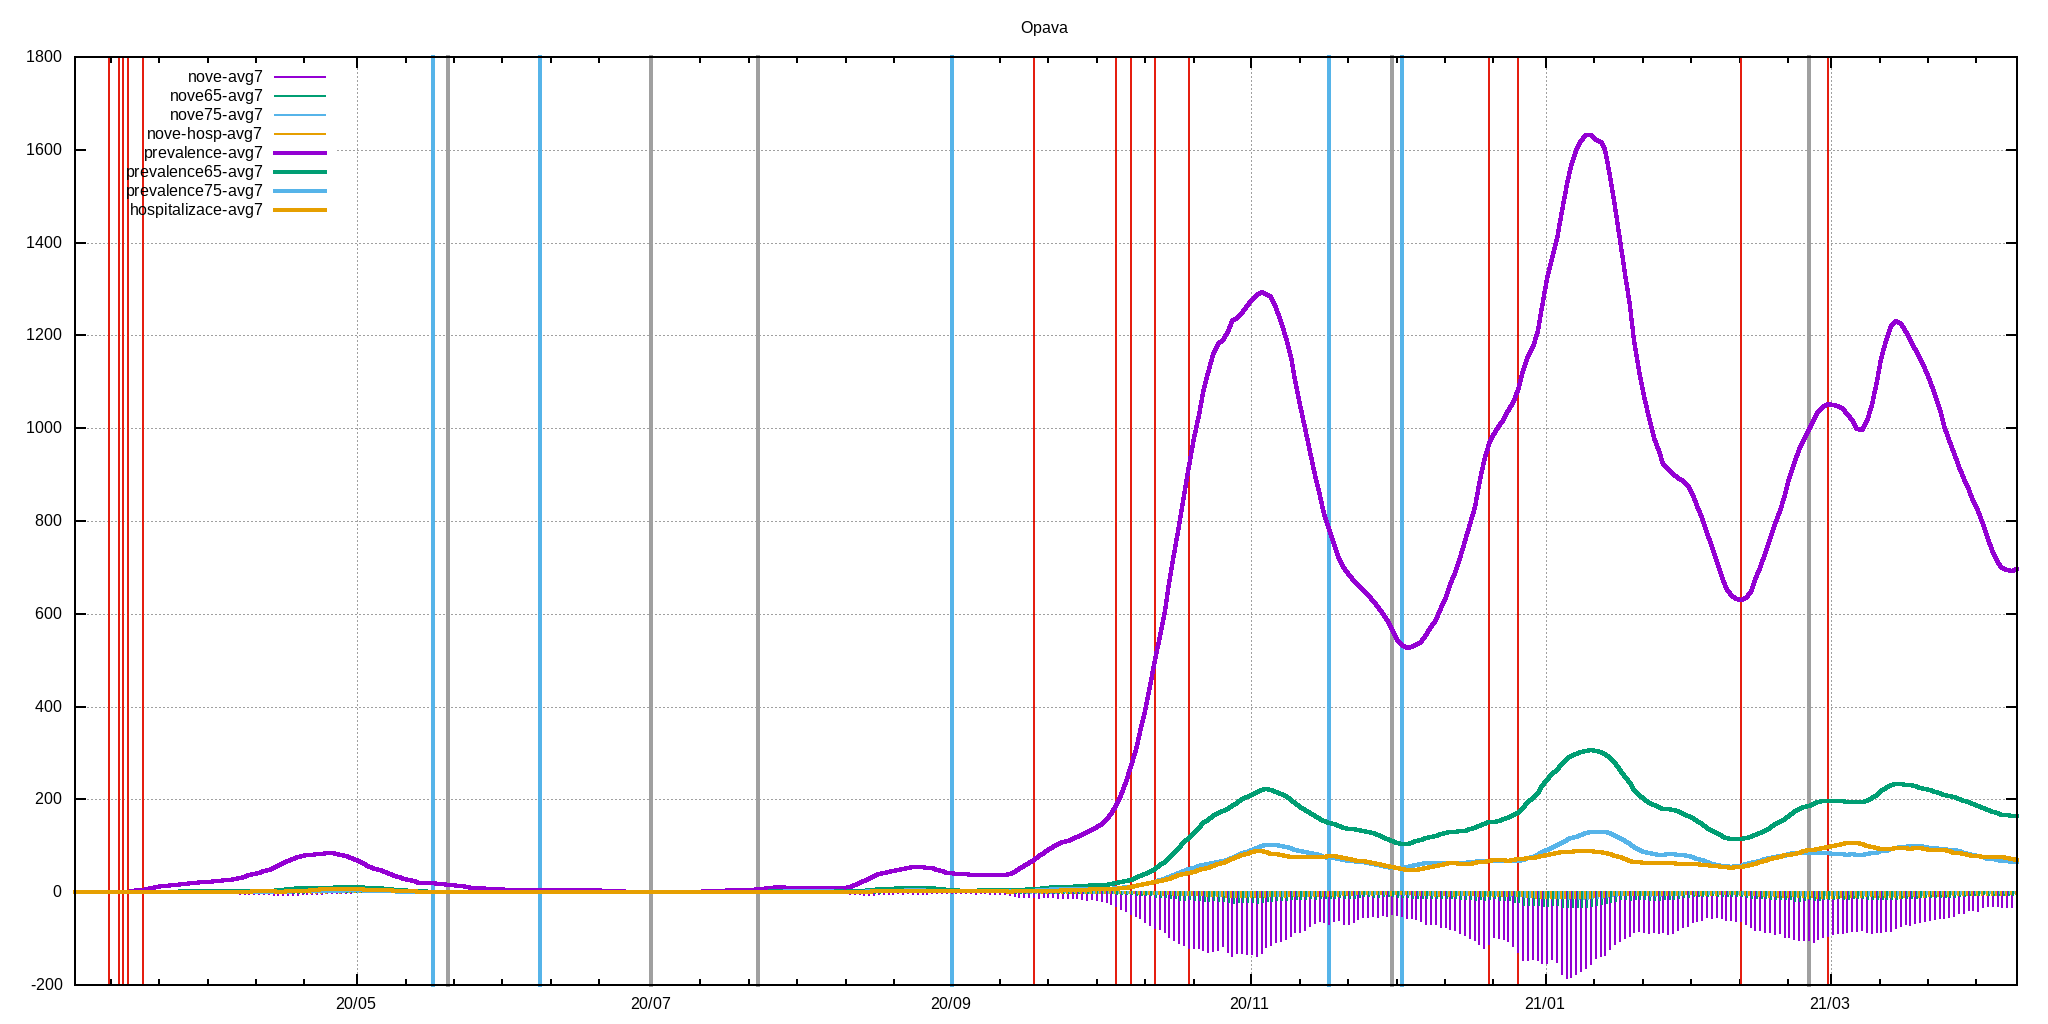 Opava
1800
1600
1400
1200
1000
800
600
400
200
0
-200
nove-avg7
nove65-avg7
nove75-avg7
nove-hosp-avg7
prevalence-avg7
prevalence65-avg7
prevalence75-avg7
hospitalizace-avg7
20/05
20/07
20/09
20/11
21/01
21/03